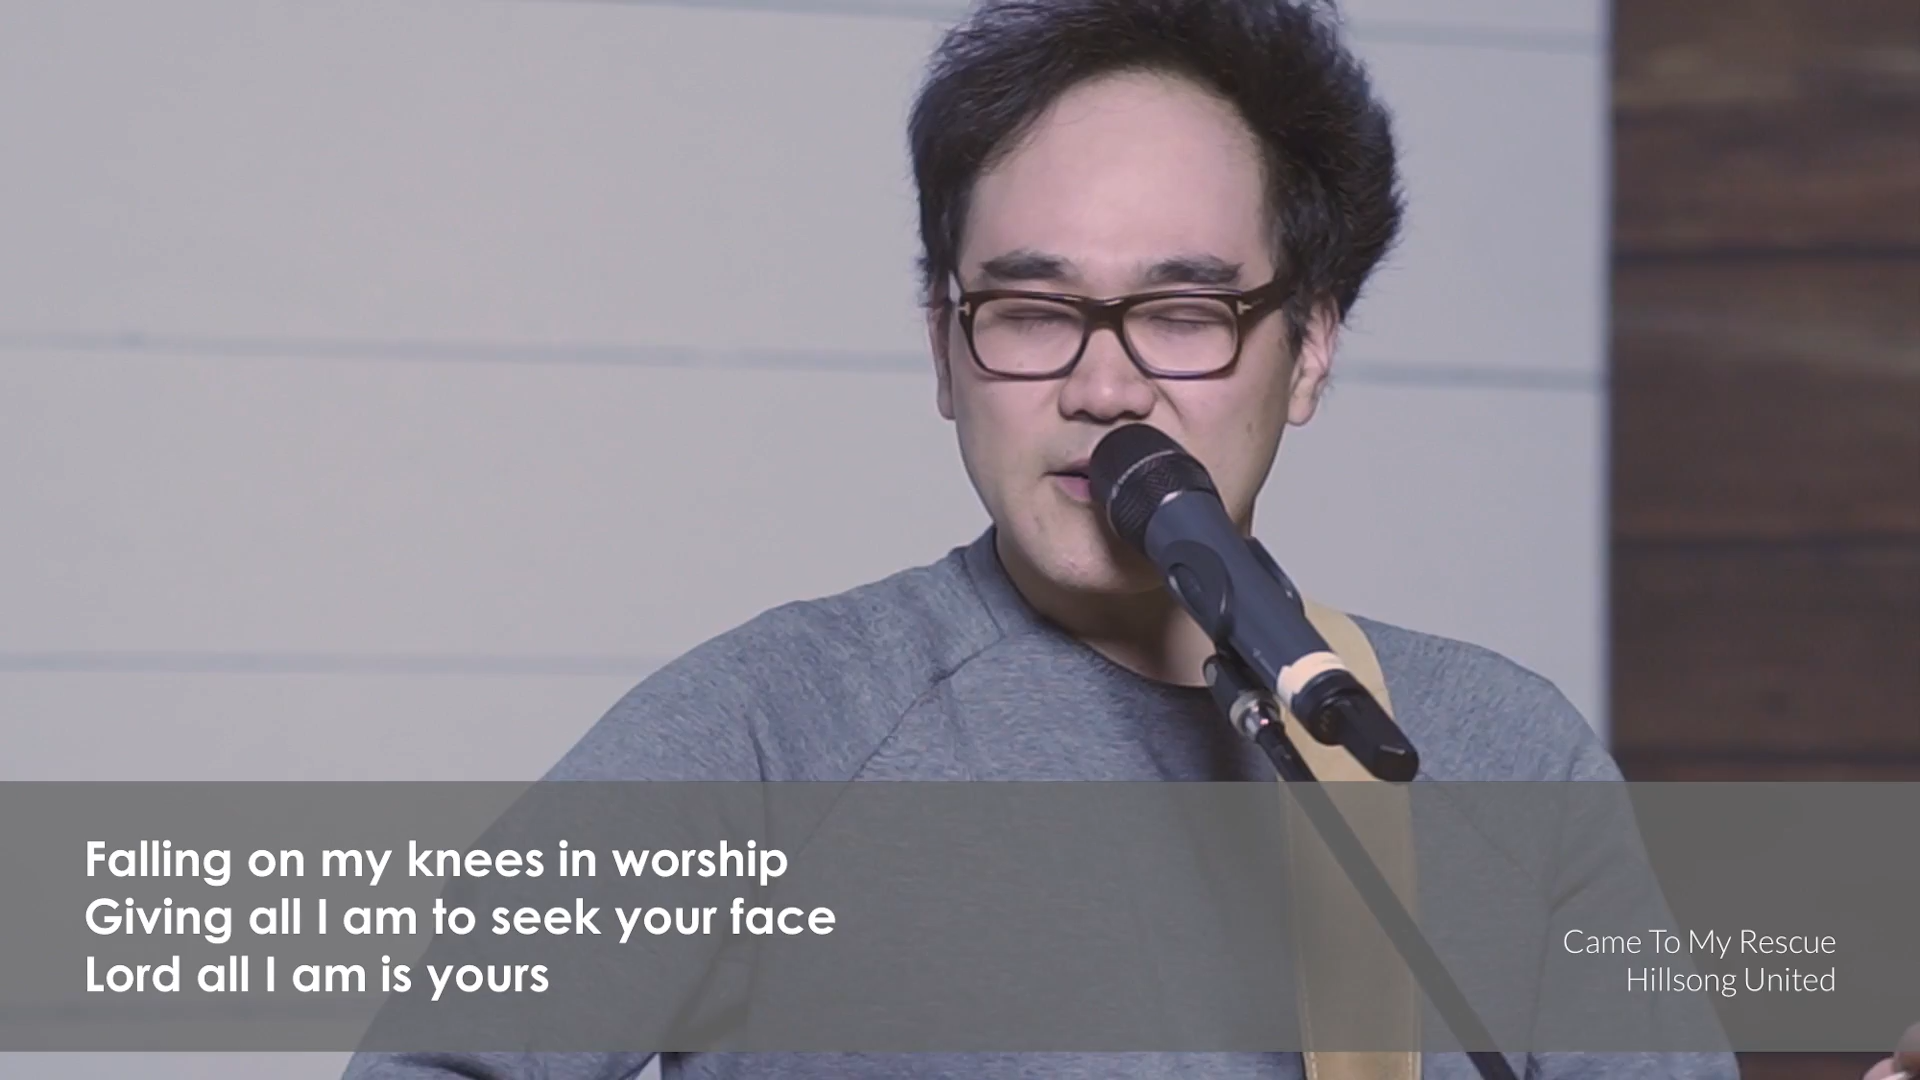 Falling on my knees in worship
Giving all I am to seek your face
Lord all I am is yours
Came To My Rescue
Hillsong United